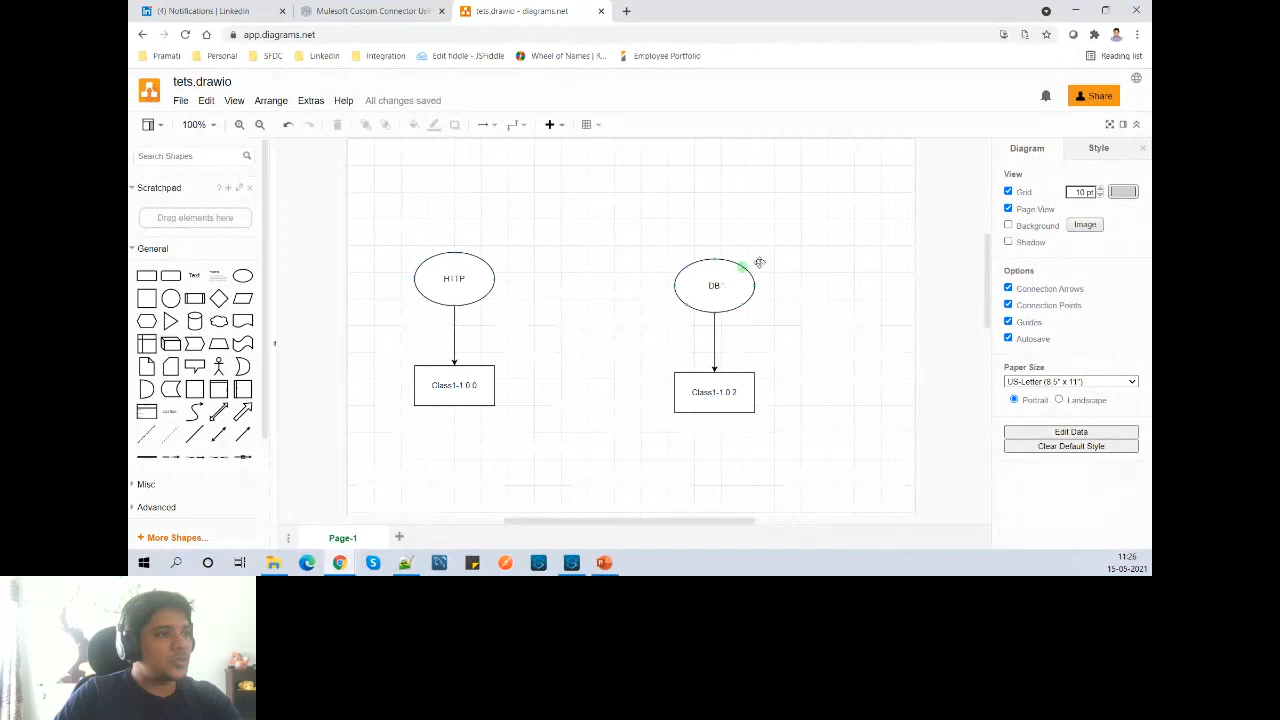 (4) Notifications | LinkedIn
Mulesoft Custom Connector Usin
tets.drawio - diagrams.net
app.diagrams.net
Pramati
Personal
SFDC
Linkedin
Integration
Edit fiddle - JSFiddle
Wheel of Names | R...
Employee Portfolio
Reading list
tets.drawio
File Edit View Arrange Extras Help All changes saved
Share
100%
Search Shapes
Scratchpad
Drag elements here
General
Text
Misc
Advanced
+ More Shapes...
HTTP
DB
Class1-1.0.0
Class1-1.0.2
Page-1
Diagram
Style
View
Grid
10 pt
Page View
Background
Image
Shadow
Options
Connection Arrows
Connection Points
Guides
Autosave
Paper Size
US-Letter (8,5" x 11")
Portrait
Landscape
Edit Data
Clear Default Style
11:26
15-05-2021